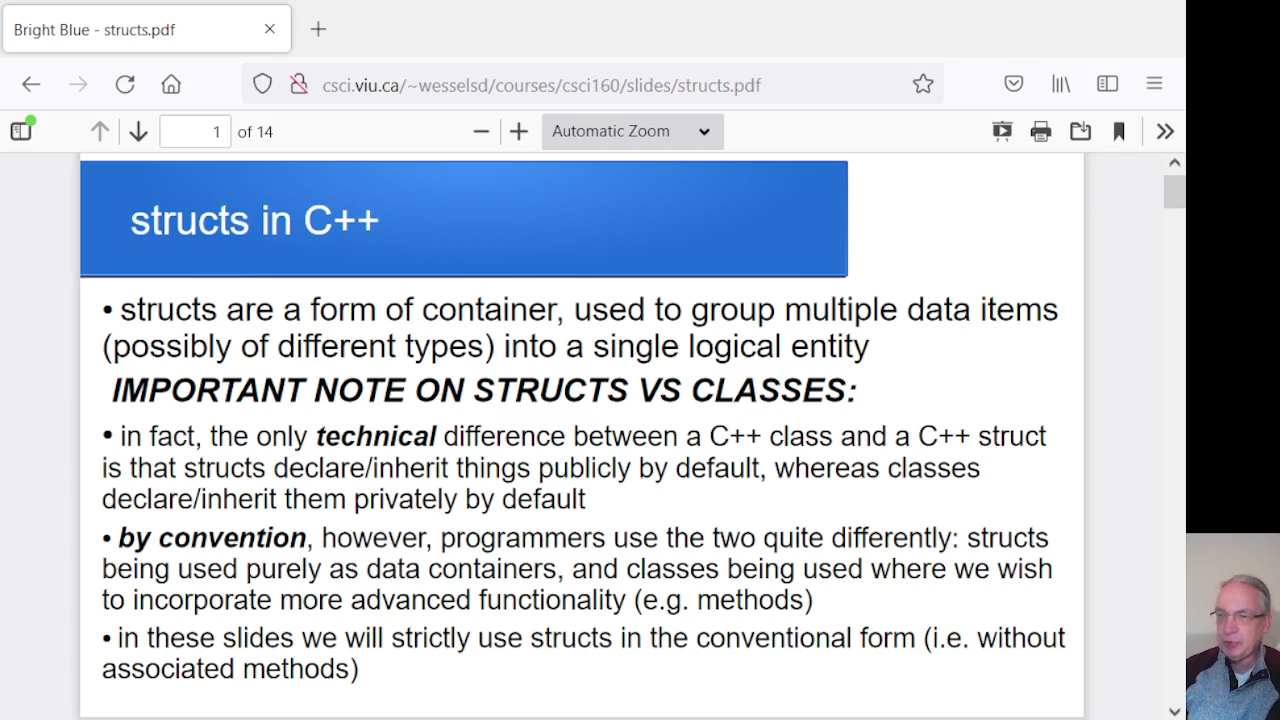 Bright Blue - structs.pdf
csci.viu.ca/~wesselsd/courses/csci160/slides/structs.pdf
1 of 14
Automatic Zoom
structs in C++
• structs are a form of container, used to group multiple data items
(possibly of different types) into a single logical entity
IMPORTANT NOTE ON STRUCTS VS CLASSES:
• in fact, the only technical difference between a C++ class and a C++ struct
is that structs declare/inherit things publicly by default, whereas classes
declare/inherit them privately by default
• by convention, however, programmers use the two quite differently: structs
being used purely as data containers, and classes being used where we wish
to incorporate more advanced functionality (e.g. methods)
• in these slides we will strictly use structs in the conventional form (i.e. without
associated methods)